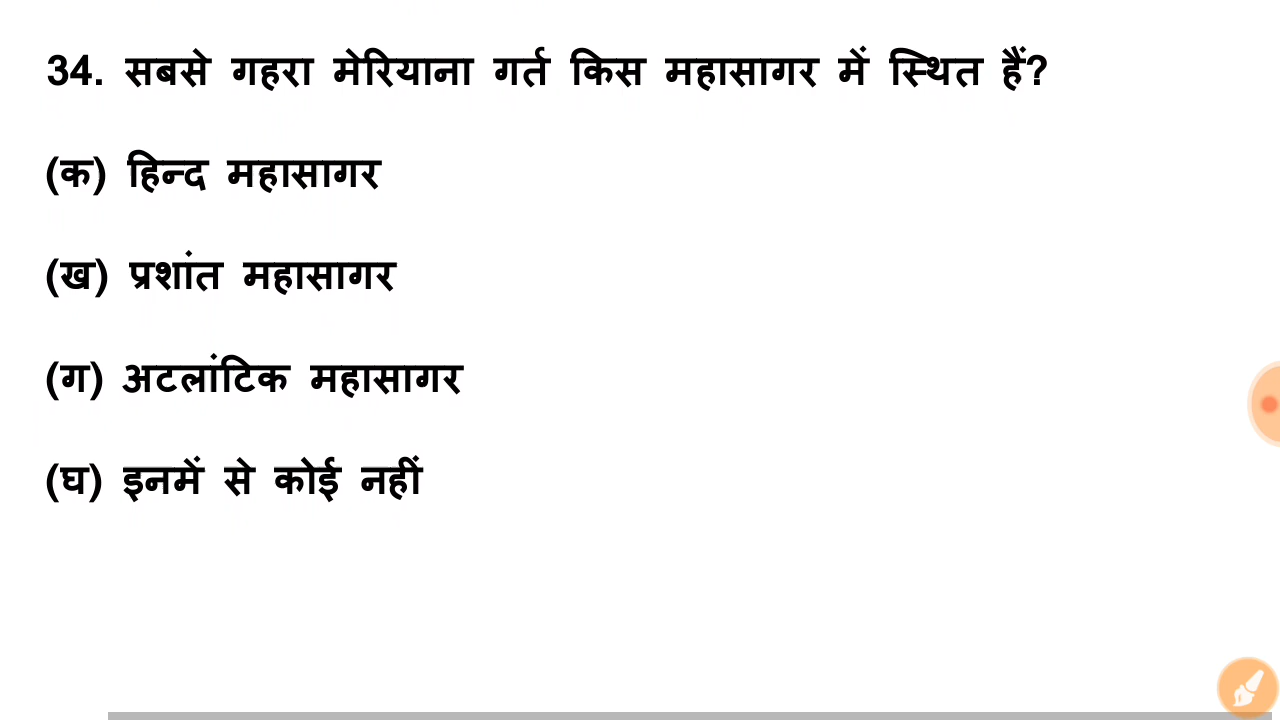 34. सबसे गहरा मेरियाना गर्त किस महासागर में स्थित हैं?
(क) हिन्द महासागर
(ख) प्रशांत महासागर
(ग) अटलांटिक महासागर
(घ) इनमें से कोई नहीं